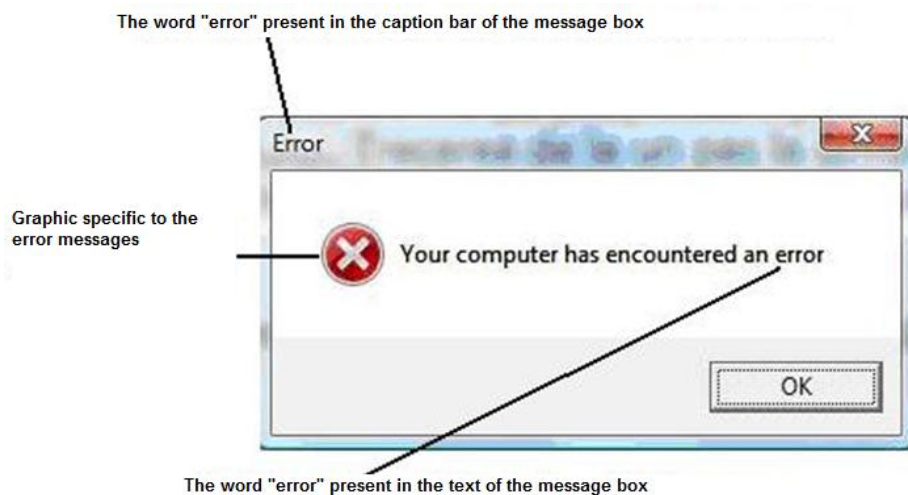 The word "error" present in the caption bar of the message box
Error
Graphic specific to the
error messages
Your computer has encountered an error
OK
The word "error" present in the text of the message box